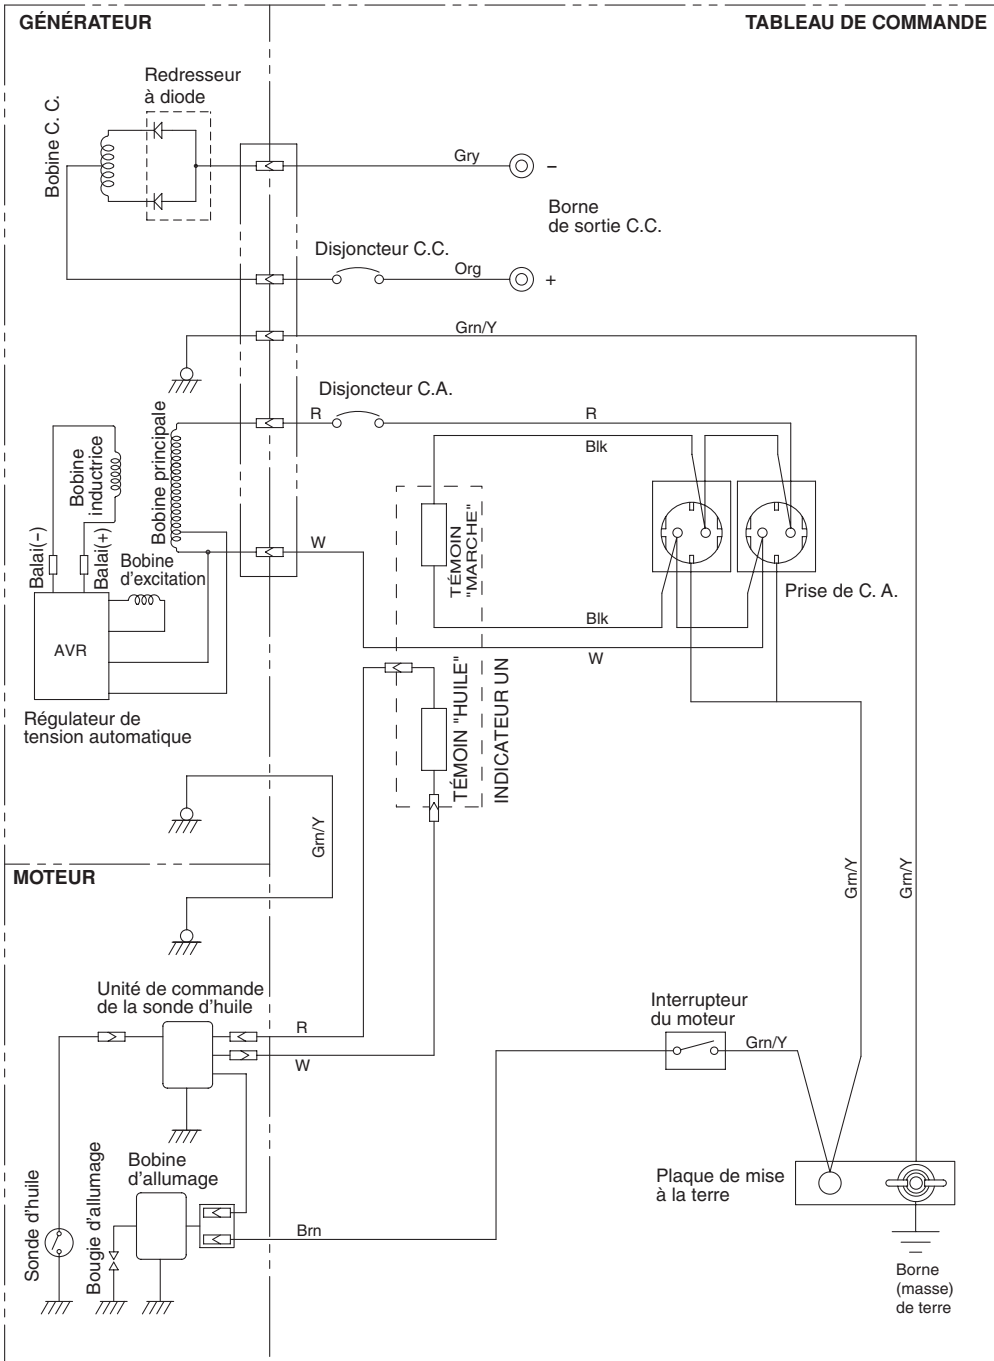 GÉNÉRATEUR
TABLEAU DE COMMANDE
Redresseur
à diode
Bobine C. C.
Gry
−
Borne
de sortie C.C.
Disjoncteur C.C.
Org
+
Grn/Y
Disjoncteur C.A.
R
R
Blk
Bobine principale
Bobine
inductrice
Balai(−)
Balai(+)
Bobine
d'excitation
W
TÉMOIN
"MARCHE"
Prise de C. A.
Blk
W
AVR
Régulateur de
tension automatique
TÉMOIN "HUILE"
INDICATEUR UN
Grn/Y
MOTEUR
Grn/Y
Grn/Y
Unité de commande
de la sonde d'huile
R
W
Interrupteur
du moteur
Grn/Y
Bobine
d'allumage
Sonde d'huile
Bougie d'allumage
Brn
Plaque de mise
à la terre
Borne
(masse)
de terre